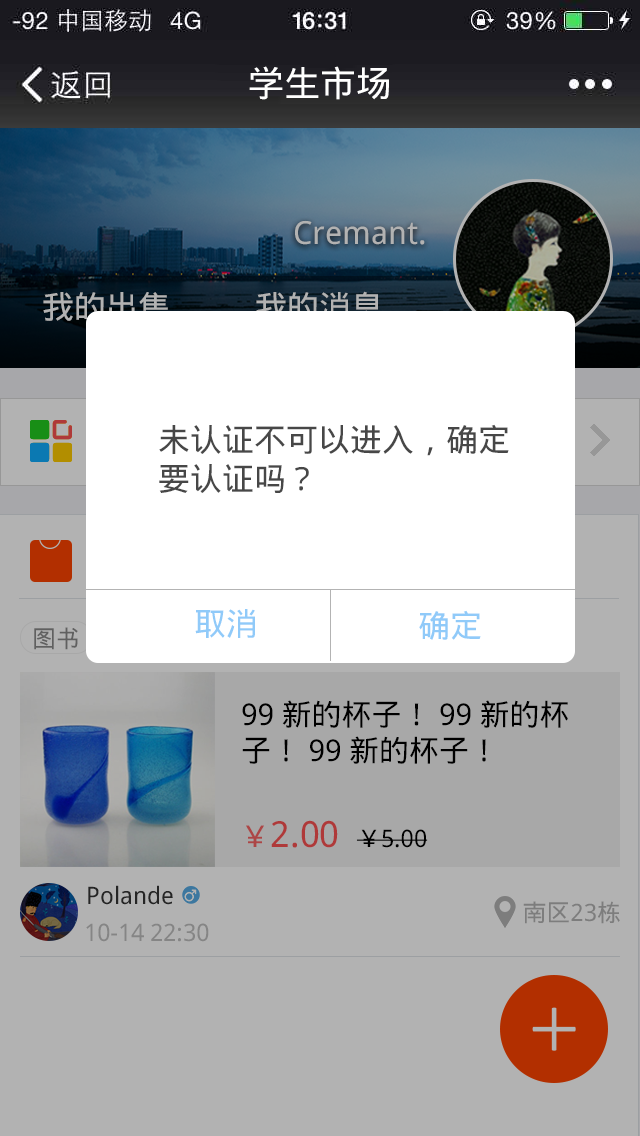 -92 中国移动 4G 16:31 39%
返回 学生市场
Cremant.
我的出售 我的消息
未认证不可以进入，确定
要认证吗？
取消 确定
图书
99 新的杯子！ 99 新的杯
子！ 99 新的杯子！
￥2.00 ￥5.00
Polande
10-14 22:30
南区23栋